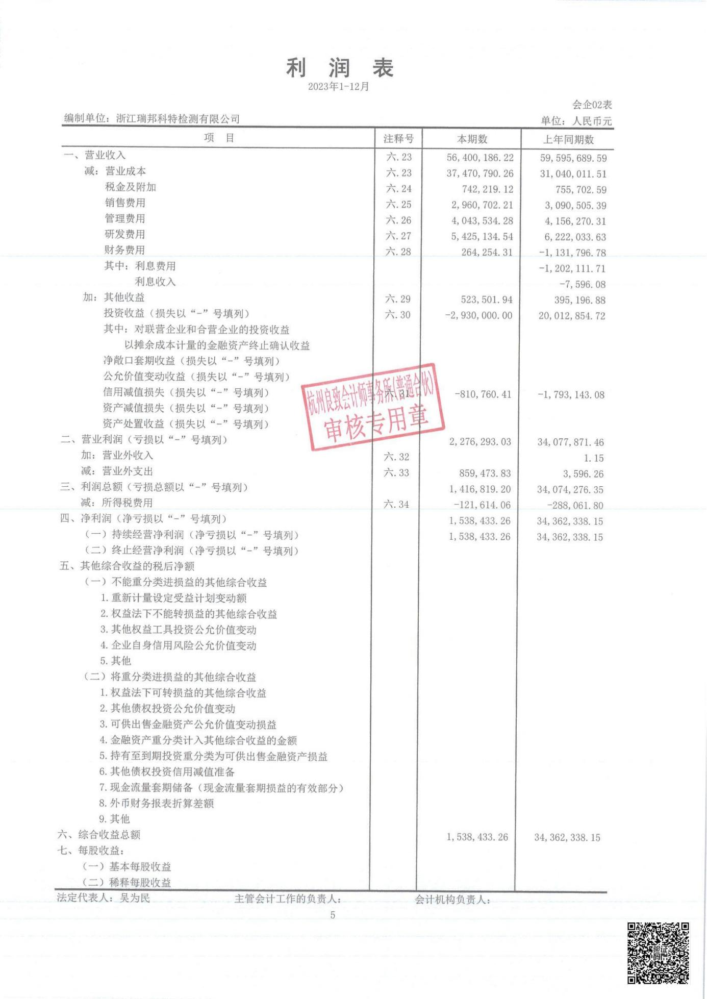 利 润 表
2023年1-12月
会企02表
编制单位：浙江瑞邦科特检测有限公司 单位：人民币元
项 目 注释号 本期数 上年同期数
一、营业收入 六.23 56,400,186.22 59,595,689.59
减：营业成本 六.23 37,470,790.26 31,040,011.51
税金及附加 六.24 742,219.12 755,702.59
销售费用 六.25 2,960,702.21 3,090,505.39
管理费用 六.26 4,043,534.28 4,156,270.31
研发费用 六.27 5,425,134.54 6,222,033.63
财务费用 六.28 264,254.31 -1,131,796.78
其中：利息费用 -1,202,111.71
利息收入 -7,596.08
加：其他收益 六.29 523,501.94 395,196.88
投资收益（损失以“-”号填列） 六.30 -2,930,000.00 20,012,854.72
其中：对联营企业和合营企业的投资收益
以摊余成本计量的金融资产终止确认收益
净敞口套期收益（损失以“-”号填列）
公允价值变动收益（损失以“-”号填列）
信用减值损失（损失以“-”号填列） 六.31 -810,760.41 -1,793,143.08
资产减值损失（损失以“-”号填列）
资产处置收益（损失以“-”号填列）
杭州良致会计师事务所(普通合伙)
审核专用章
二、营业利润（亏损以“-”号填列） 2,276,293.03 34,077,871.46
加：营业外收入 六.32 1.15
减：营业外支出 六.33 859,473.83 3,596.26
三、利润总额（亏损总额以“-”号填列） 1,416,819.20 34,074,276.35
减：所得税费用 六.34 -121,614.06 -288,061.80
四、净利润（净亏损以“-”号填列） 1,538,433.26 34,362,338.15
（一）持续经营净利润（净亏损以“-”号填列） 1,538,433.26 34,362,338.15
（二）终止经营净利润（净亏损以“-”号填列）
五、其他综合收益的税后净额
（一）不能重分类进损益的其他综合收益
1.重新计量设定受益计划变动额
2.权益法下不能转损益的其他综合收益
3.其他权益工具投资公允价值变动
4.企业自身信用风险公允价值变动
5.其他
（二）将重分类进损益的其他综合收益
1.权益法下可转损益的其他综合收益
2.其他债权投资公允价值变动
3.可供出售金融资产公允价值变动损益
4.金融资产重分类计入其他综合收益的金额
5.持有至到期投资重分类为可供出售金融资产损益
6.其他债权投资信用减值准备
7.现金流量套期储备（现金流量套期损益的有效部分）
8.外币财务报表折算差额
9.其他
六、综合收益总额 1,538,433.26 34,362,338.15
七、每股收益：
（一）基本每股收益
（二）稀释每股收益
法定代表人：吴为民 主管会计工作的负责人： 会计机构负责人：
5
验证码